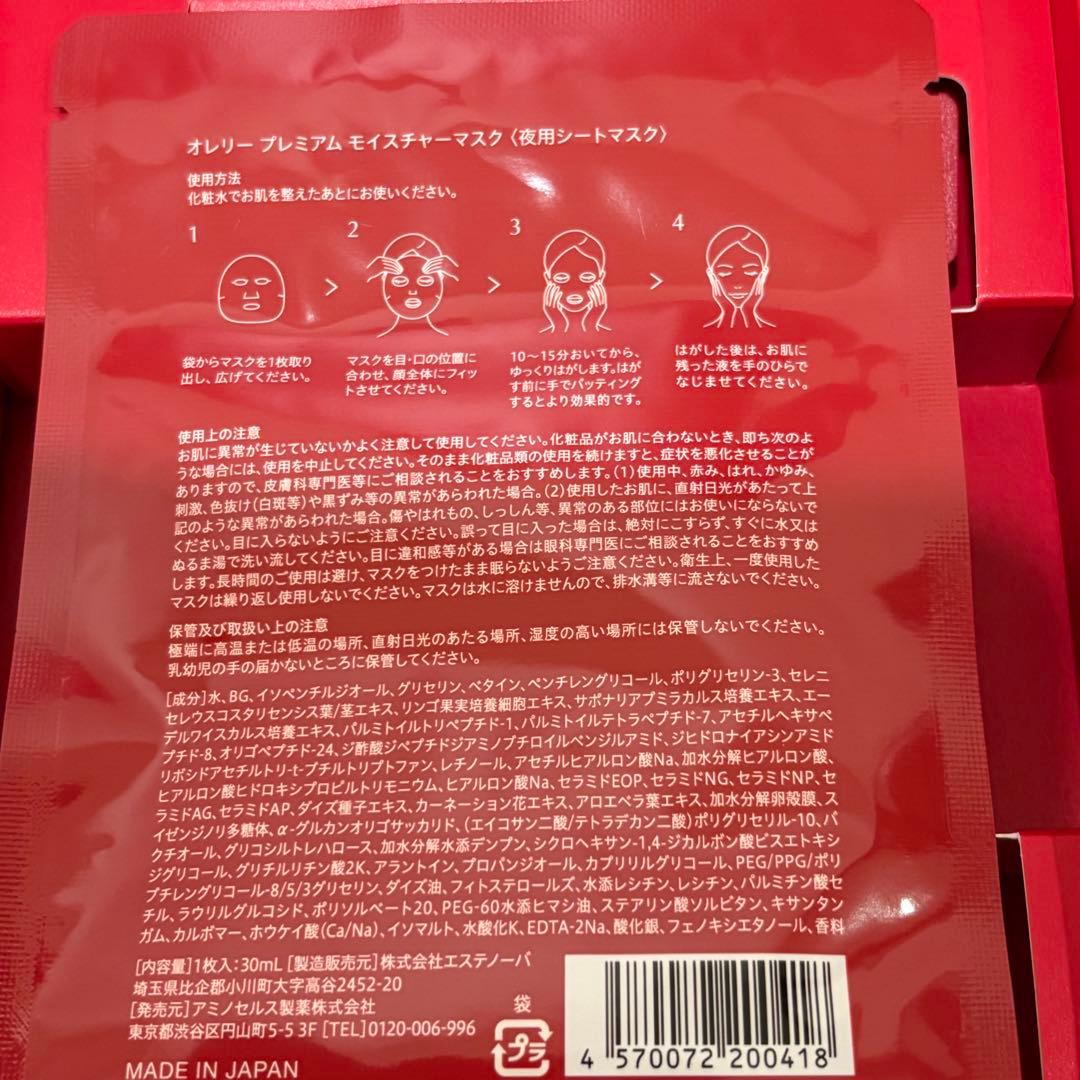 オレリー プレミアム モイスチャーマスク〈夜用シートマスク〉
使用方法
化粧水でお肌を整えたあとにお使いください。
1
2
3
4
袋からマスクを1枚取り
出し、広げてください。
マスクを目・口の位置に
合わせ、顔全体にフィッ
トさせてください。
10〜15分おいてから、
ゆっくりはがします。はが
す前に手でパッティング
するとより効果的です。
はがした後は、お肌に
残った液を手のひらで
なじませてください。
使用上の注意
お肌に異常が生じていないかよく注意して使用してください。化粧品がお肌に合わないとき、即ち次のよ
うな場合には、使用を中止してください。そのまま化粧品類の使用を続けますと、症状を悪化させることが
ありますので、皮膚科専門医等にご相談されることをおすすめします。(1)使用中、赤み、はれ、かゆみ、
刺激、色抜け(白斑等)や黒ずみ等の異常があらわれた場合。(2)使用したお肌に、直射日光があたって上
記のような異常があらわれた場合。傷やはれもの、しっしん等、異常のある部位にはお使いにならないで
ください。目に入らないようにご注意ください。誤って目に入った場合は、絶対にこすらず、すぐに水又は
ぬるま湯で洗い流してください。目に違和感等がある場合は眼科専門医にご相談されることをおすすめ
します。長時間のご使用は避け、マスクをつけたまま眠らないようご注意ください。衛生上、一度使用した
マスクは繰り返し使用しないでください。マスクは水に溶けませんので、排水溝等に流さないでください。
保管及び取扱い上の注意
極端に高温または低温の場所、直射日光のあたる場所、湿度の高い場所には保管しないでください。
乳幼児の手の届かないところに保管してください。
[成分]水、BG、イソペンチルジオール、グリセリン、ベタイン、ペンチレングリコール、ポリグリセリン-3、セレニ
セレウスコスタリセンシス葉/茎エキス、リンゴ果実培養細胞エキス、サポナリアプミラカルス培養エキス、エー
デルワイスカルス培養エキス、パルミトイルトリペプチド-1、パルミトイルテトラペプチド-7、アセチルヘキサペ
プチド-8、オリゴペプチド-24、ジ酢酸ジペプチドジアミノブチロイルベンジルアミド、ジヒドロナイアシンアミド
リボシドアセチルトリ-t-ブチルトリプトファン、レチノール、アセチルヒアルロン酸Na、加水分解ヒアルロン酸、
ヒアルロン酸ヒドロキシプロピルトリモニウム、ヒアルロン酸Na、セラミドEOP、セラミドNG、セラミドNP、セ
ラミドAG、セラミドAP、ダイズ種子エキス、カーネーション花エキス、アロエベラ葉エキス、加水分解卵殻膜、ス
イゼンジノリ多糖体、α-グルカンオリゴサッカリド、(エイコサン二酸/テトラデカン二酸)ポリグリセリル-10、バ
クチオール、グリコシルトレハロース、加水分解水添デンプン、シクロヘキサン-1,4-ジカルボン酸ビスエトキシ
ジグリコール、グリチルリチン酸2K、アラントイン、プロパンジオール、カプリリルグリコール、PEG/PPG/ポリ
ブチレングリコール-8/5/3グリセリン、ダイズ油、フィトステロールズ、水添レシチン、レシチン、パルミチン酸セ
チル、ラウリルグルコシド、ポリソルベート20、PEG-60水添ヒマシ油、ステアリン酸ソルビタン、キサンタン
ガム、カルボマー、ホウケイ酸(Ca/Na)、イソマルト、水酸化K、EDTA-2Na、酸化銀、フェノキシエタノール、香料
[内容量]1枚入:30mL [製造販売元]株式会社エステノーバ
埼玉県比企郡小川町大字高谷2452-20
[発売元]アミノセルス製薬株式会社
東京都渋谷区円山町5-5 3F [TEL]0120-006-996
MADE IN JAPAN
袋
プラ
4 570072 200418